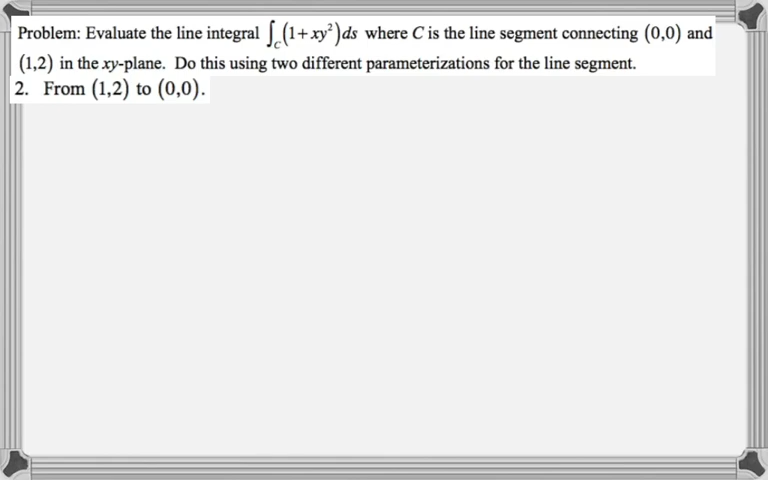 Problem: Evaluate the line integral ∫_C (1+xy²)ds where C is the line segment connecting (0,0) and
(1,2) in the xy-plane. Do this using two different parameterizations for the line segment.
2. From (1,2) to (0,0).